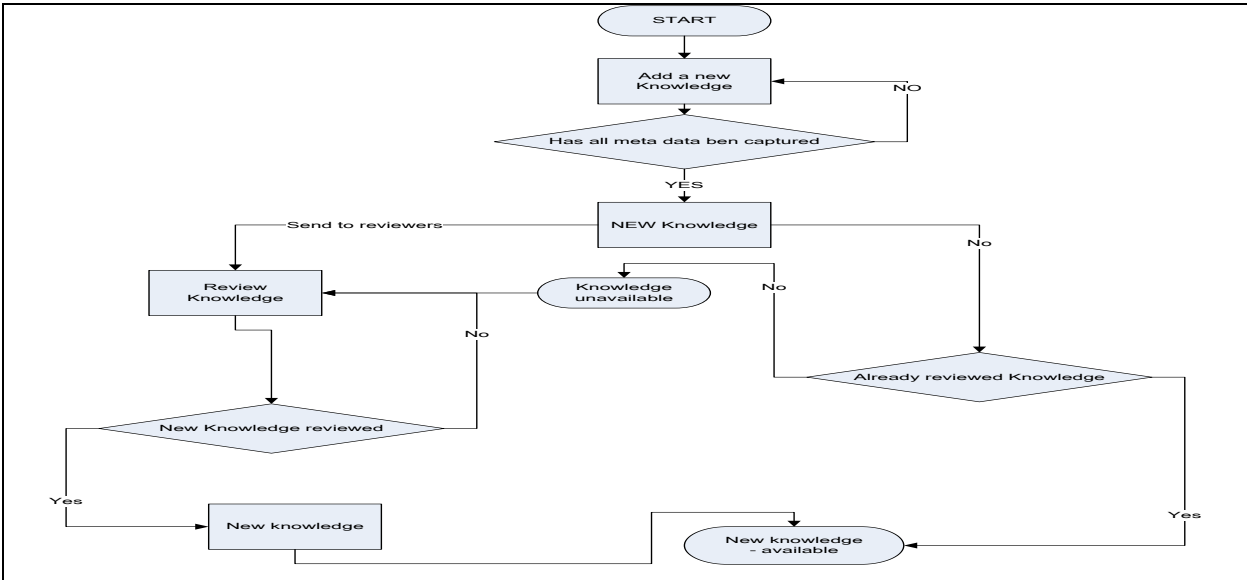 START
Add a new
Knowledge
NO
Has all meta data ben captured
YES
Send to reviewers
NEW Knowledge
No
Review
Knowledge
Knowledge
unavailable
No
No
Already reviewed Knowledge
New Knowledge reviewed
Yes
New knowledge
New knowledge
- available
Yes